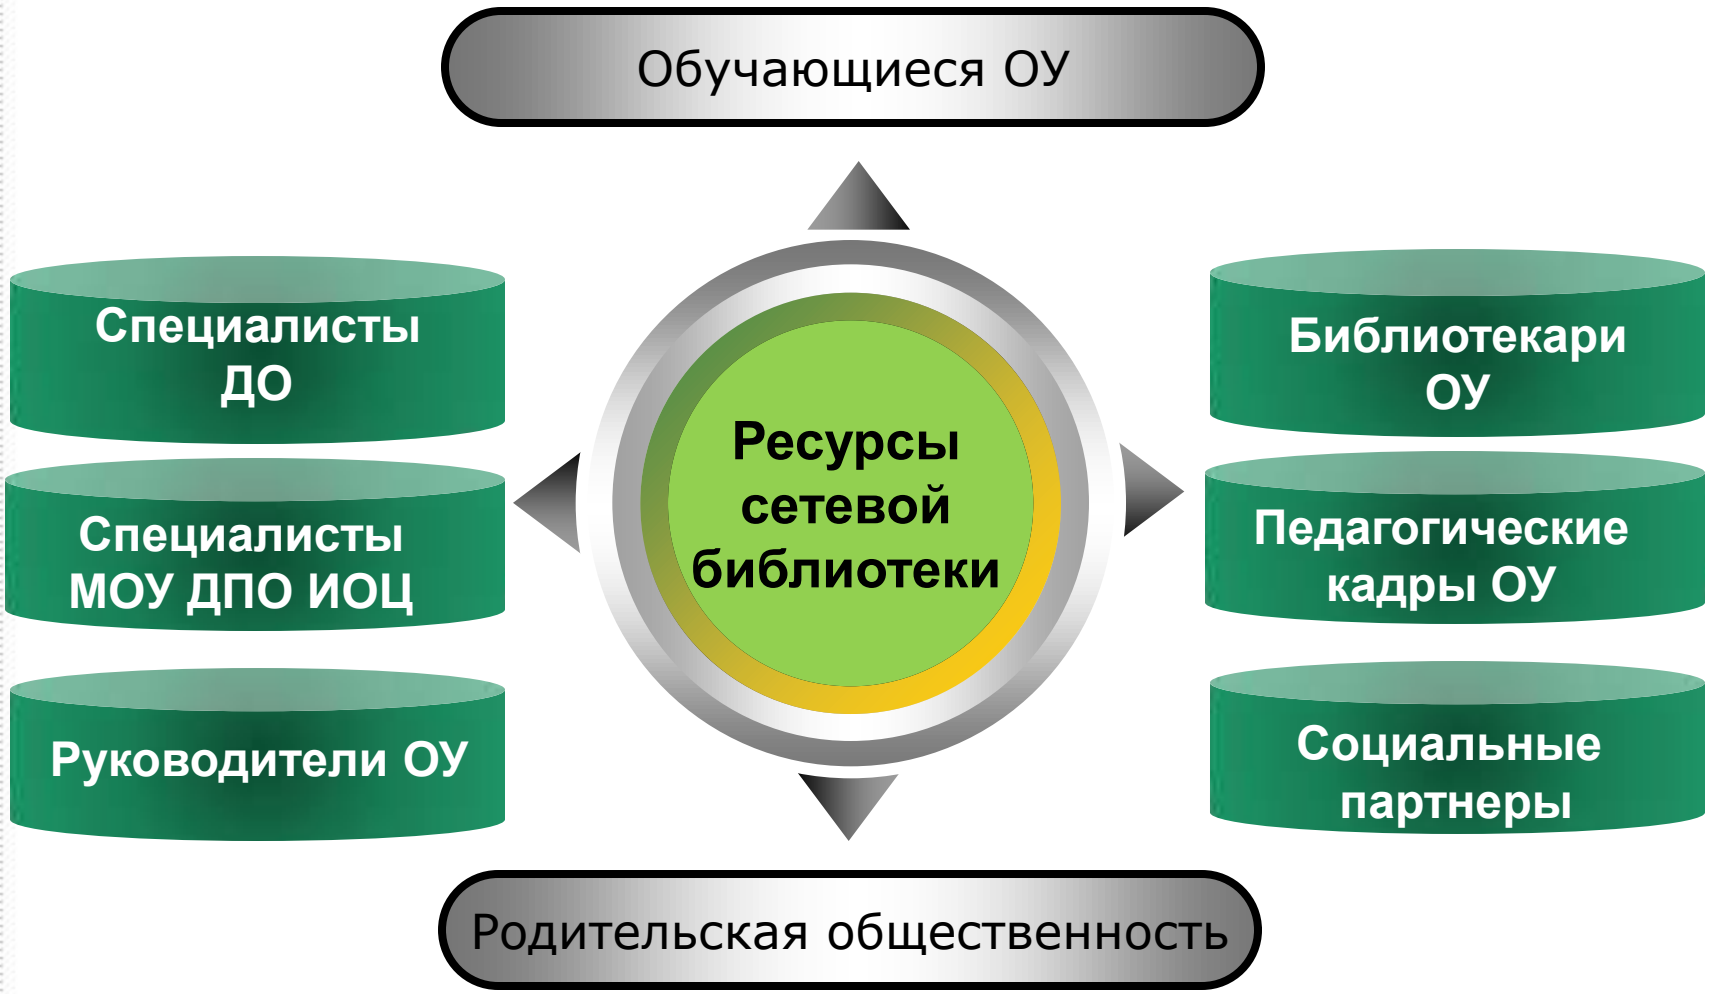 Обучающиеся ОУ
Специалисты
ДО
Специалисты
МОУ ДПО ИОЦ
Руководители ОУ
Ресурсы
сетевой
библиотеки
Библиотекари
ОУ
Педагогические
кадры ОУ
Социальные
партнеры
Родительская общественность